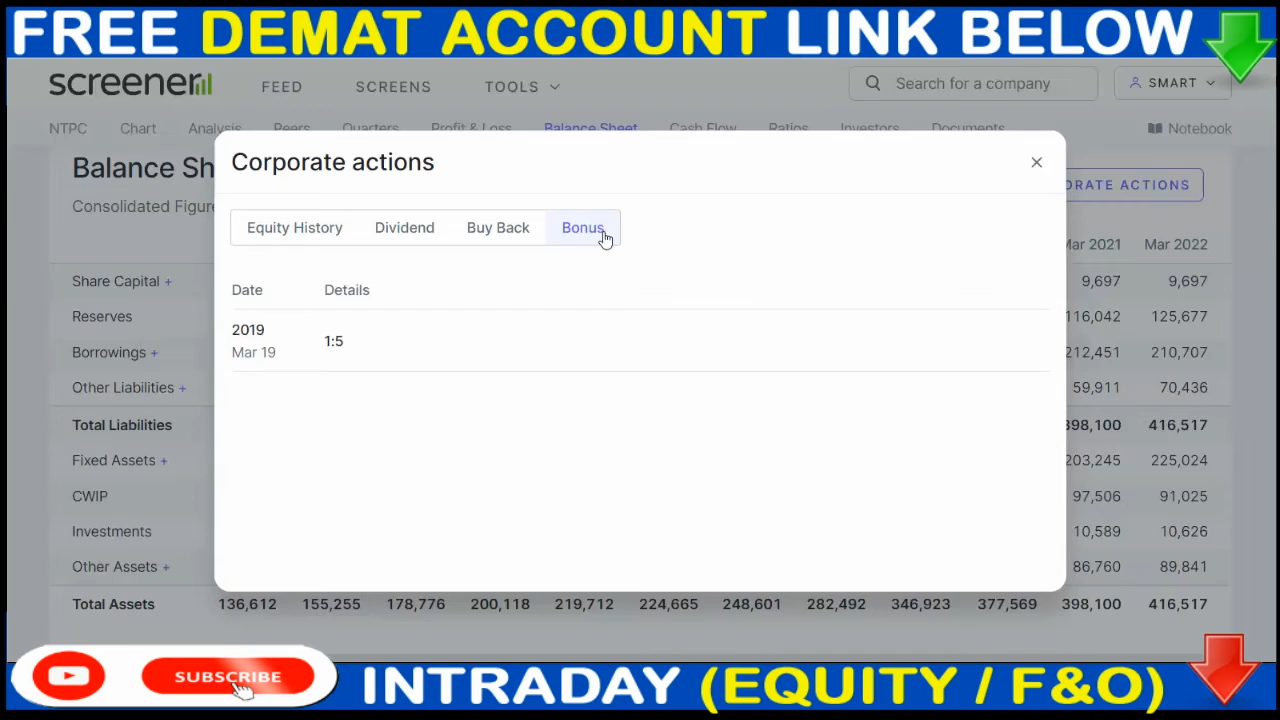 FREE DEMAT ACCOUNT LINK BELOW
screener
FEED
SCREENS
TOOLS
Search for a company
SMART
NTPC
Chart
Analysis
Peers
Quarters
Profit & Loss
Balance Sheet
Cash Flow
Ratios
Investors
Documents
Notebook
Balance Sh
Consolidated Figure
ORATE ACTIONS
Corporate actions
Equity History
Dividend
Buy Back
Bonus
Date Details
2019
Mar 19
1:5
Mar 2021 Mar 2022
Share Capital + 9,697 9,697
Reserves 116,042 125,677
Borrowings + 212,451 210,707
Other Liabilities + 59,911 70,436
Total Liabilities 398,100 416,517
Fixed Assets + 203,245 225,024
CWIP 97,506 91,025
Investments 10,589 10,626
Other Assets + 86,760 89,841
Total Assets 136,612 155,255 178,776 200,118 219,712 224,665 248,601 282,492 346,923 377,569 398,100 416,517
SUBSCRIBE
INTRADAY (EQUITY / F&O)